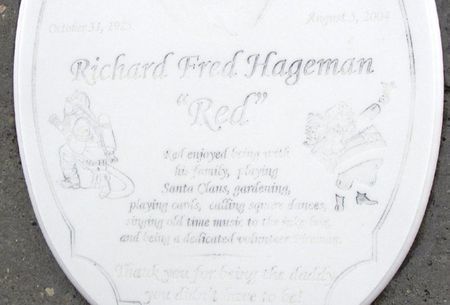 October 31, 1925 August 5, 2004
Richard Fred Hageman
"Red"
Red enjoyed being with
his family, playing
Santa Claus, gardening,
playing cards, calling square dances,
singing old time music to the juke box,
and being a dedicated volunteer fireman.
Thank you for being the daddy
you didn't have to be!